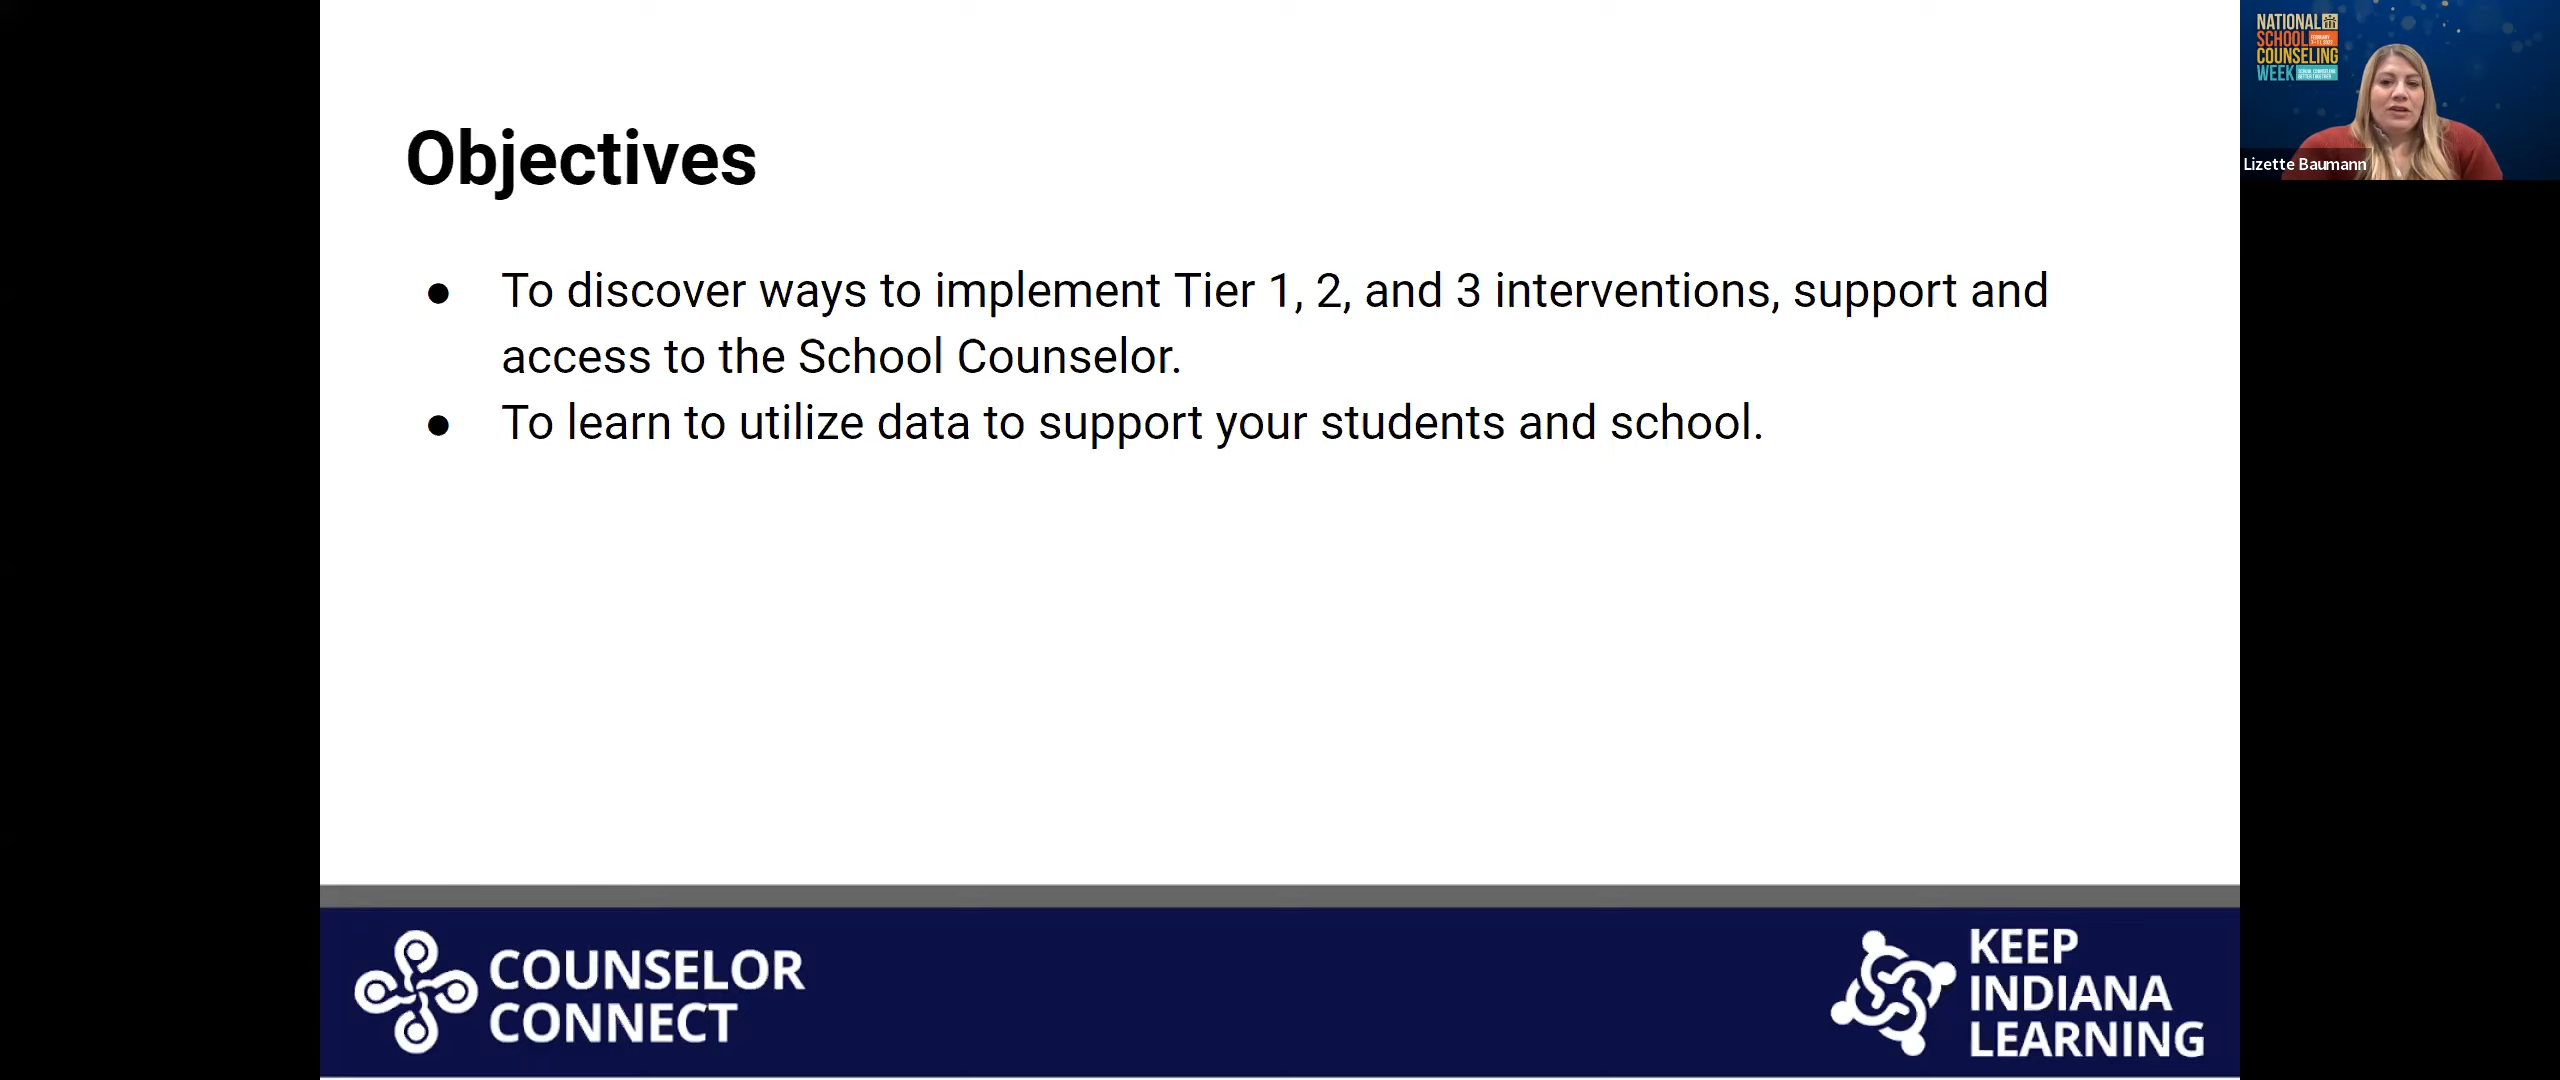 Objectives
● To discover ways to implement Tier 1, 2, and 3 interventions, support and
access to the School Counselor.
● To learn to utilize data to support your students and school.
COUNSELOR
CONNECT
KEEP
INDIANA
LEARNING
NATIONAL
SCHOOL
COUNSELING
WEEK
Lizette Baumann